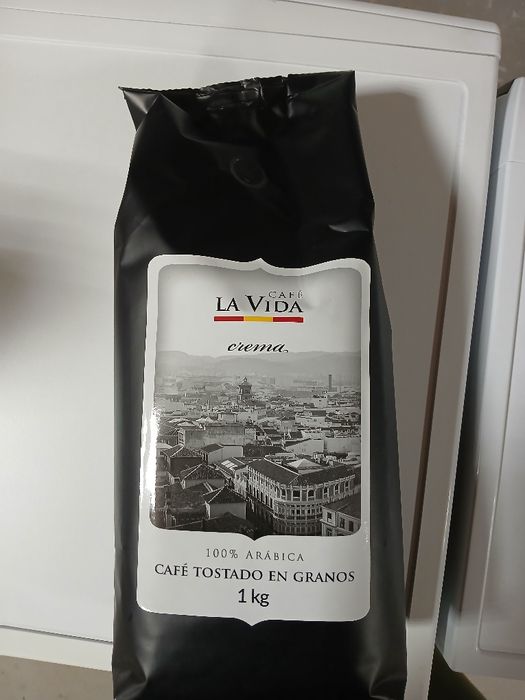 CAFÉ
LA VIDA
crema
100% ARÁBICA
CAFÉ TOSTADO EN GRANOS
1 kg